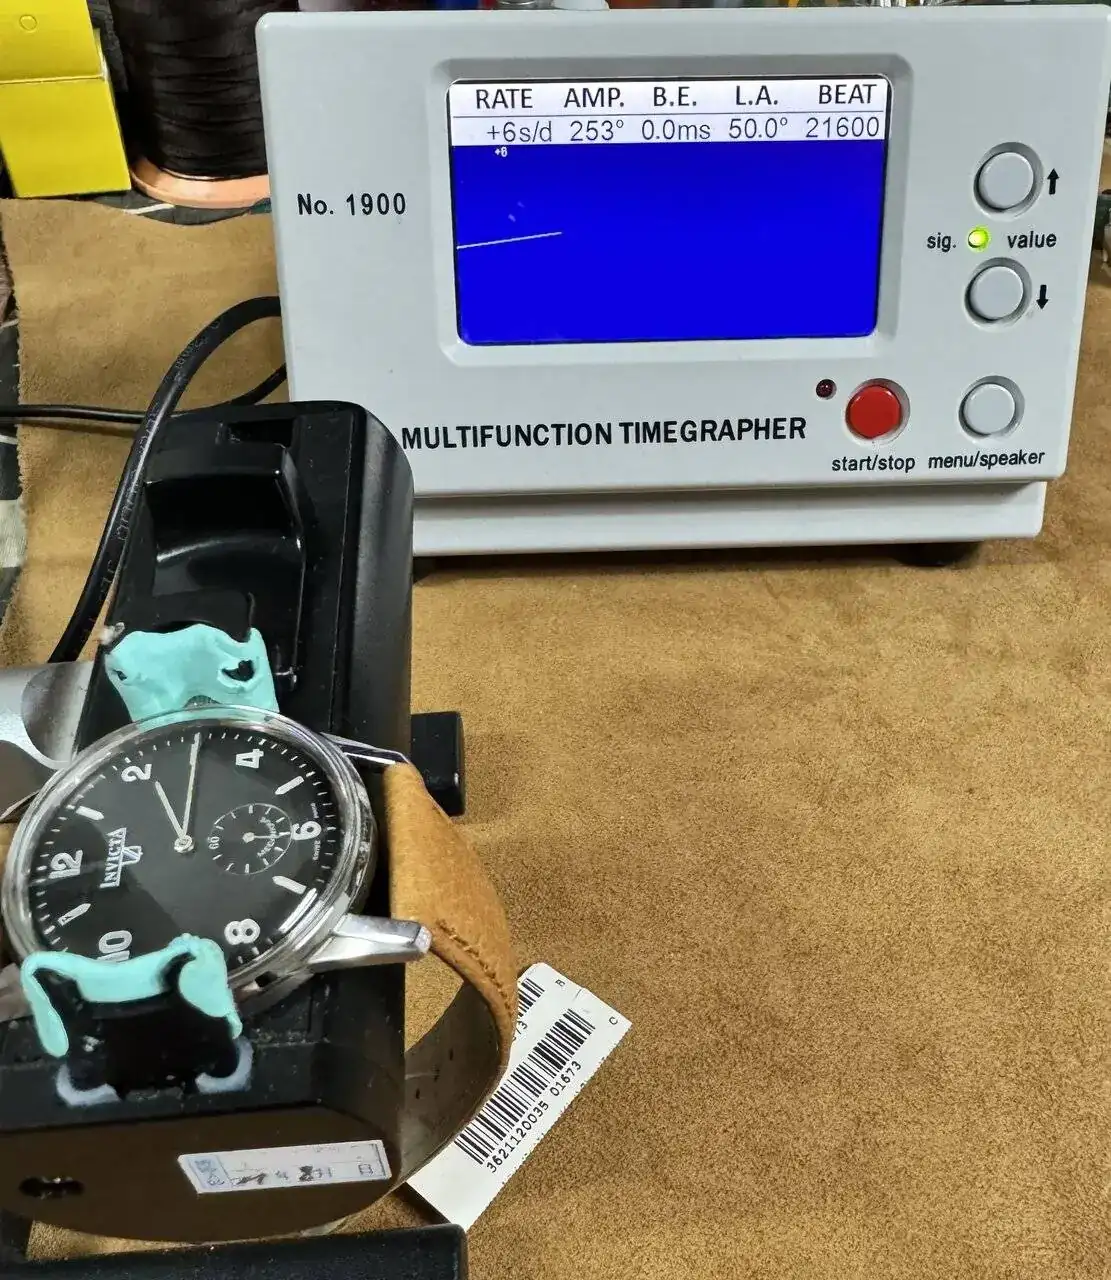 RATE AMP. B.E. L.A. BEAT
+6s/d 253° 0.0ms 50.0° 21600
+6
No. 1900
sig. value
MULTIFUNCTION TIMEGRAPHER
start/stop menu/speaker
2
4
6
8
10
12
INVICTA
60
B
C
3621120035 01673